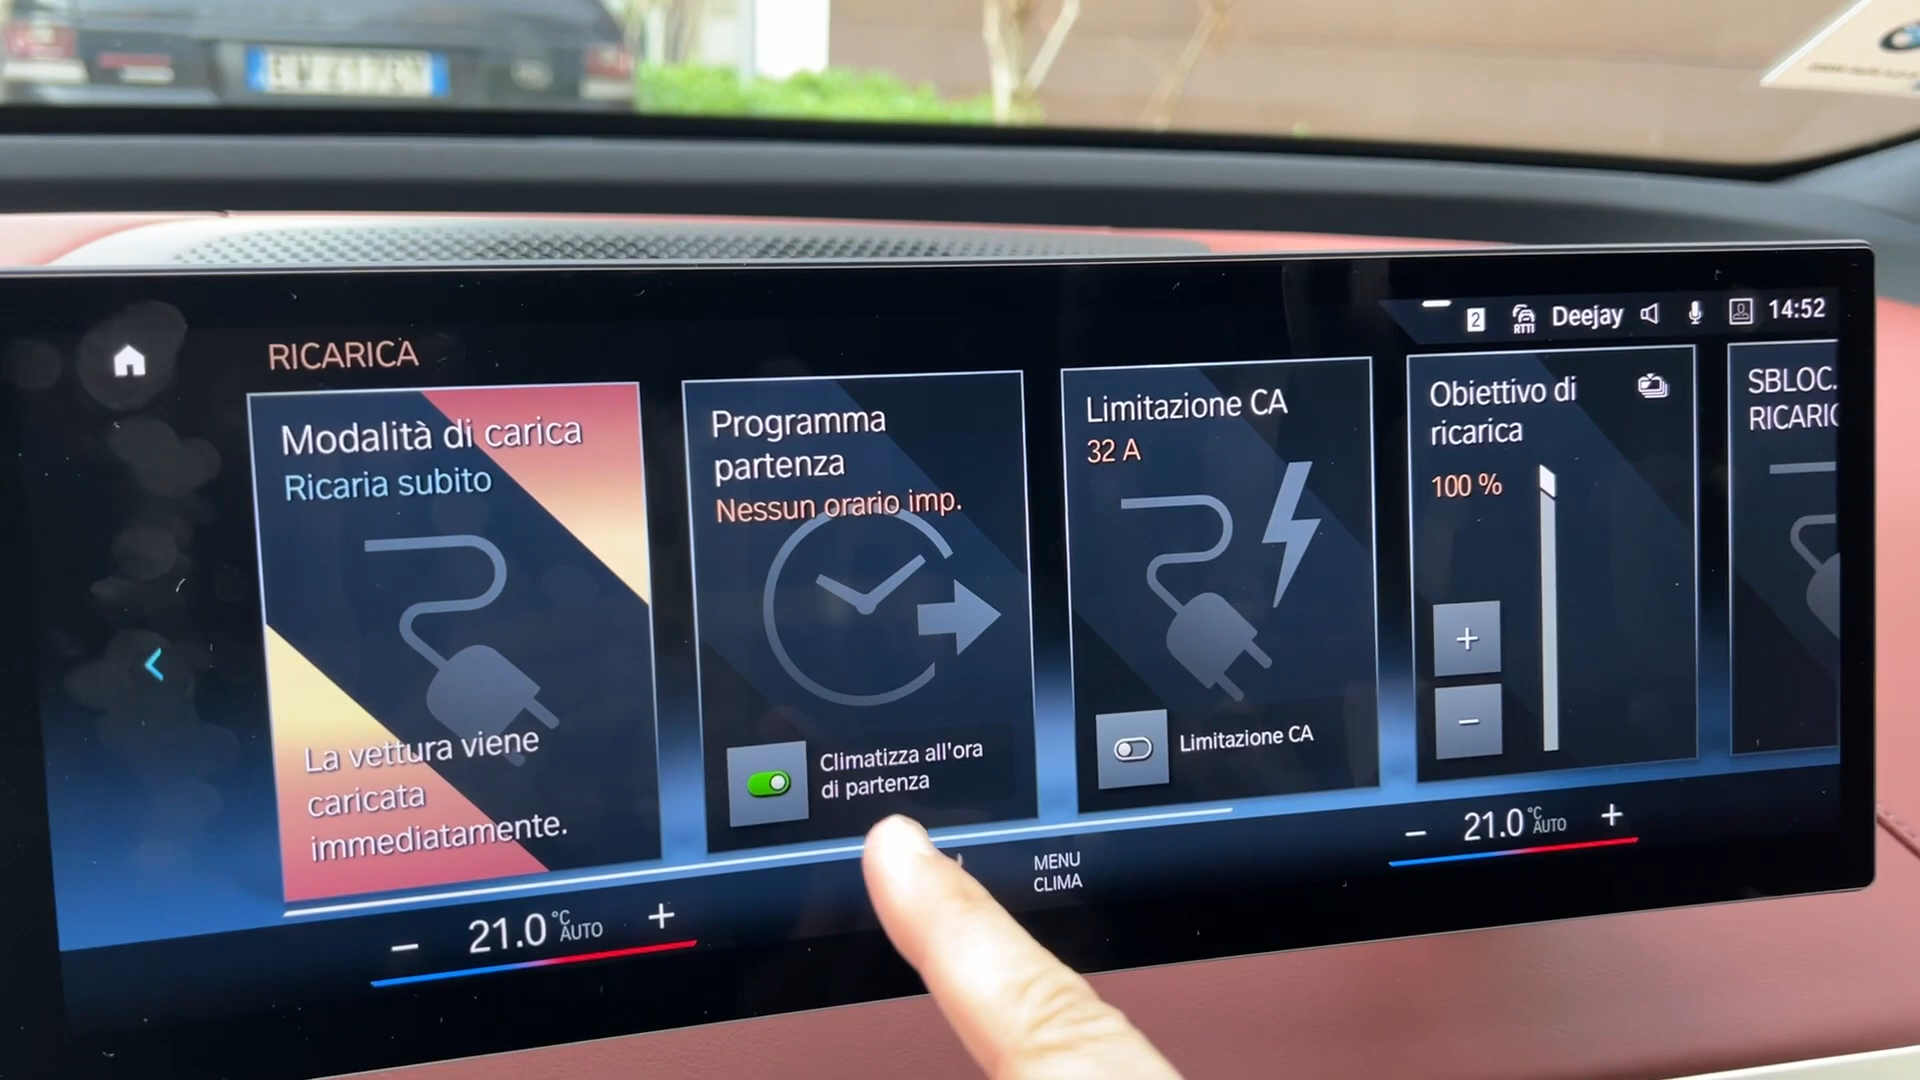 2
RTTI
Deejay
14:52
RICARICA
Modalità di carica
Ricaria subito
La vettura viene
caricata
immediatamente.
Programma
partenza
Nessun orario imp.
Climatizza all'ora
di partenza
Limitazione CA
32 A
Limitazione CA
Obiettivo di
ricarica
100 %
+
−
SBLOC.
RICARIC
− 21.0 °C AUTO +
MENU
CLIMA
− 21.0 °C AUTO +